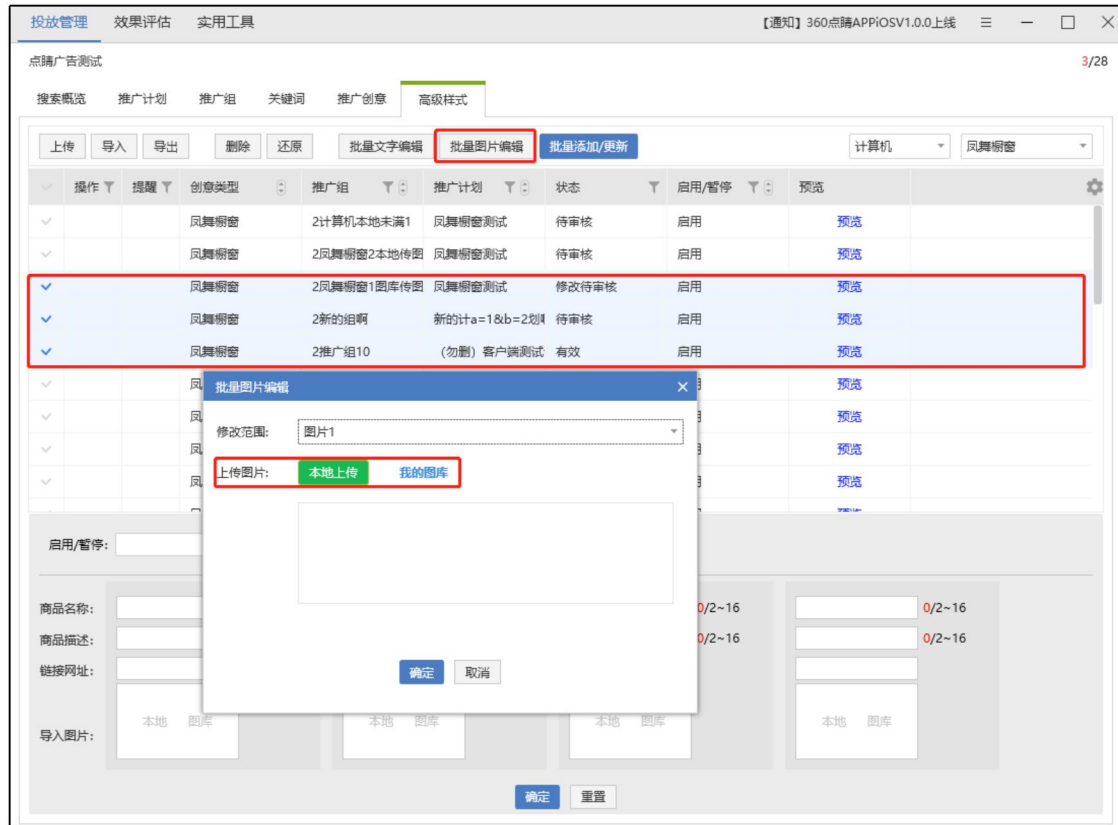 投放管理 效果评估 实用工具 【通知】360点睛APPiOSV1.0.0上线
点睛广告测试 3/28
搜索概览 推广计划 推广组 关键词 推广创意 高级样式
上传 导入 导出 删除 还原 批量文字编辑 批量图片编辑 批量添加/更新 计算机 凤舞橱窗
操作 提醒 创意类型 推广组 推广计划 状态 启用/暂停 预览
凤舞橱窗 2计算机本地未满1 凤舞橱窗测试 待审核 启用 预览
凤舞橱窗 2凤舞橱窗2本地传图 凤舞橱窗测试 待审核 启用 预览
凤舞橱窗 2凤舞橱窗1图库传图 凤舞橱窗测试 修改待审核 启用 预览
凤舞橱窗 2新的组啊 新的计a=1&b=2划 待审核 启用 预览
凤舞橱窗 2推广组10 （勿删）客户端测试 有效 启用 预览
凤 预览
批量图片编辑
凤 预览
修改范围: 图片1
凤 预览
上传图片: 本地上传 我的图库
凤 预览
启用/暂停:
商品名称: 0/2~16 0/2~16
商品描述: 0/2~16 0/2~16
链接网址:
确定 取消
导入图片: 本地 图库 本地 图库 本地 图库 本地 图库
确定 重置